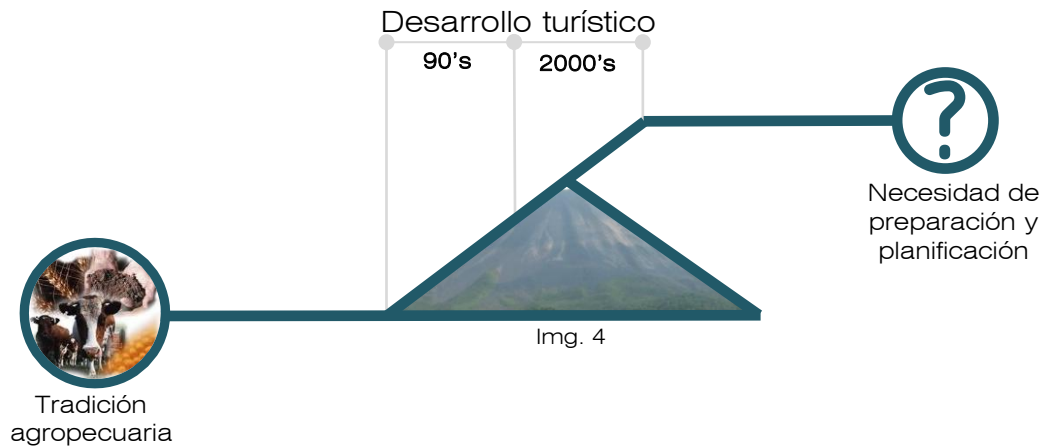 Desarrollo turístico
90's
2000's
?
Necesidad de
preparación y
planificación
Img. 4
Tradición
agropecuaria